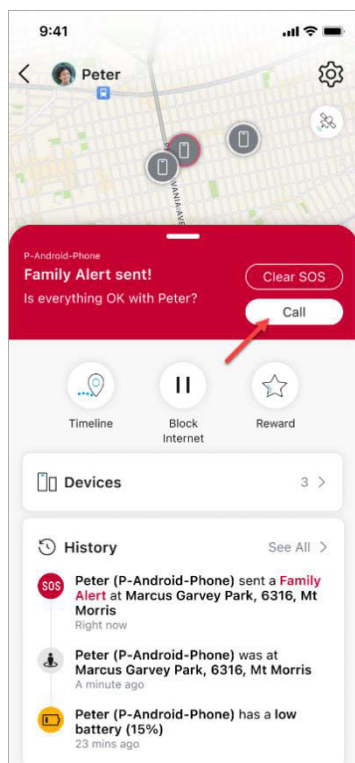 9:41
Peter
VANIA AVE
P-Android-Phone
Family Alert sent!
Is everything OK with Peter?
Clear SOS
Call
Timeline
Block
Internet
Reward
Devices
3
History
See All
SOS
Peter (P-Android-Phone) sent a Family
Alert at Marcus Garvey Park, 6316, Mt
Morris
Right now
Peter (P-Android-Phone) was at
Marcus Garvey Park, 6316, Mt Morris
A minute ago
Peter (P-Android-Phone) has a low
battery (15%)
23 mins ago